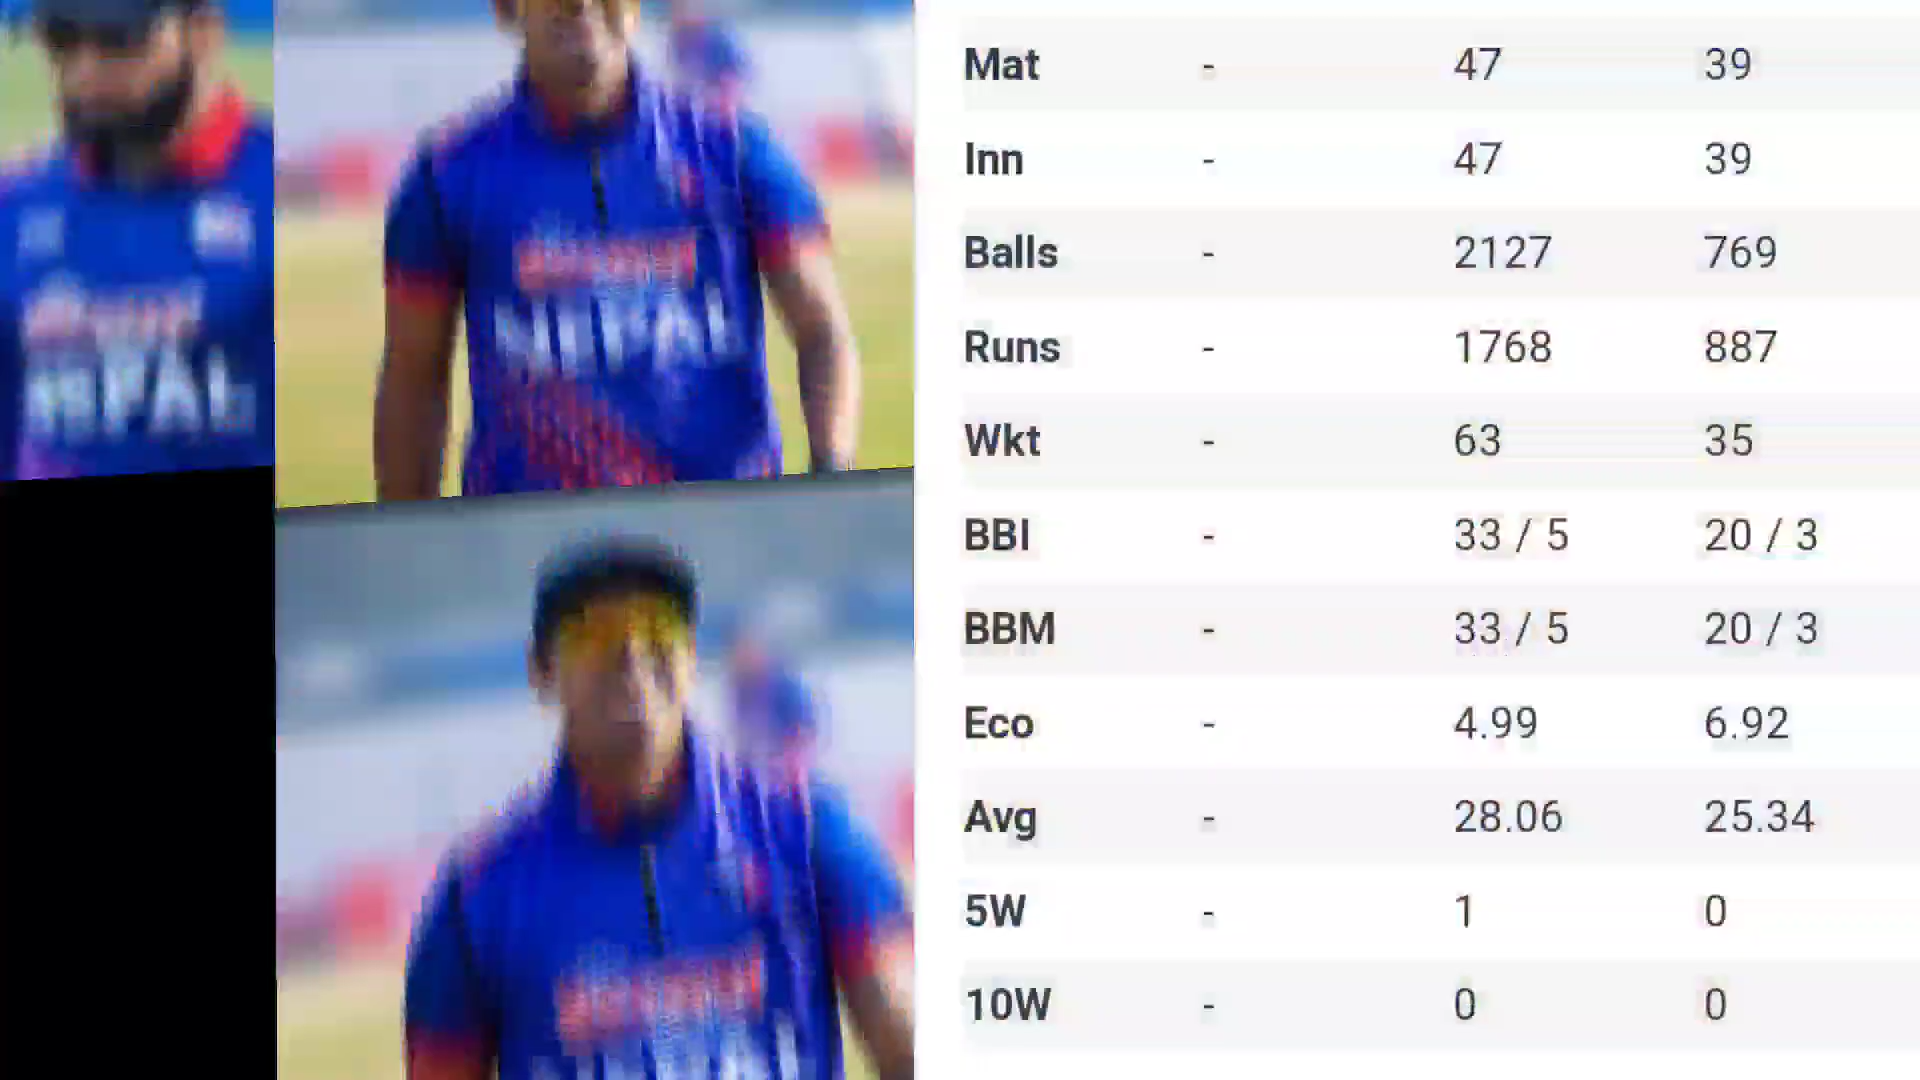 NEPAL
NEPAL
Mat - 47 39
Inn - 47 39
Balls - 2127 769
Runs - 1768 887
Wkt - 63 35
BBI - 33 / 5 20 / 3
BBM - 33 / 5 20 / 3
Eco - 4.99 6.92
Avg - 28.06 25.34
5W - 1 0
10W - 0 0